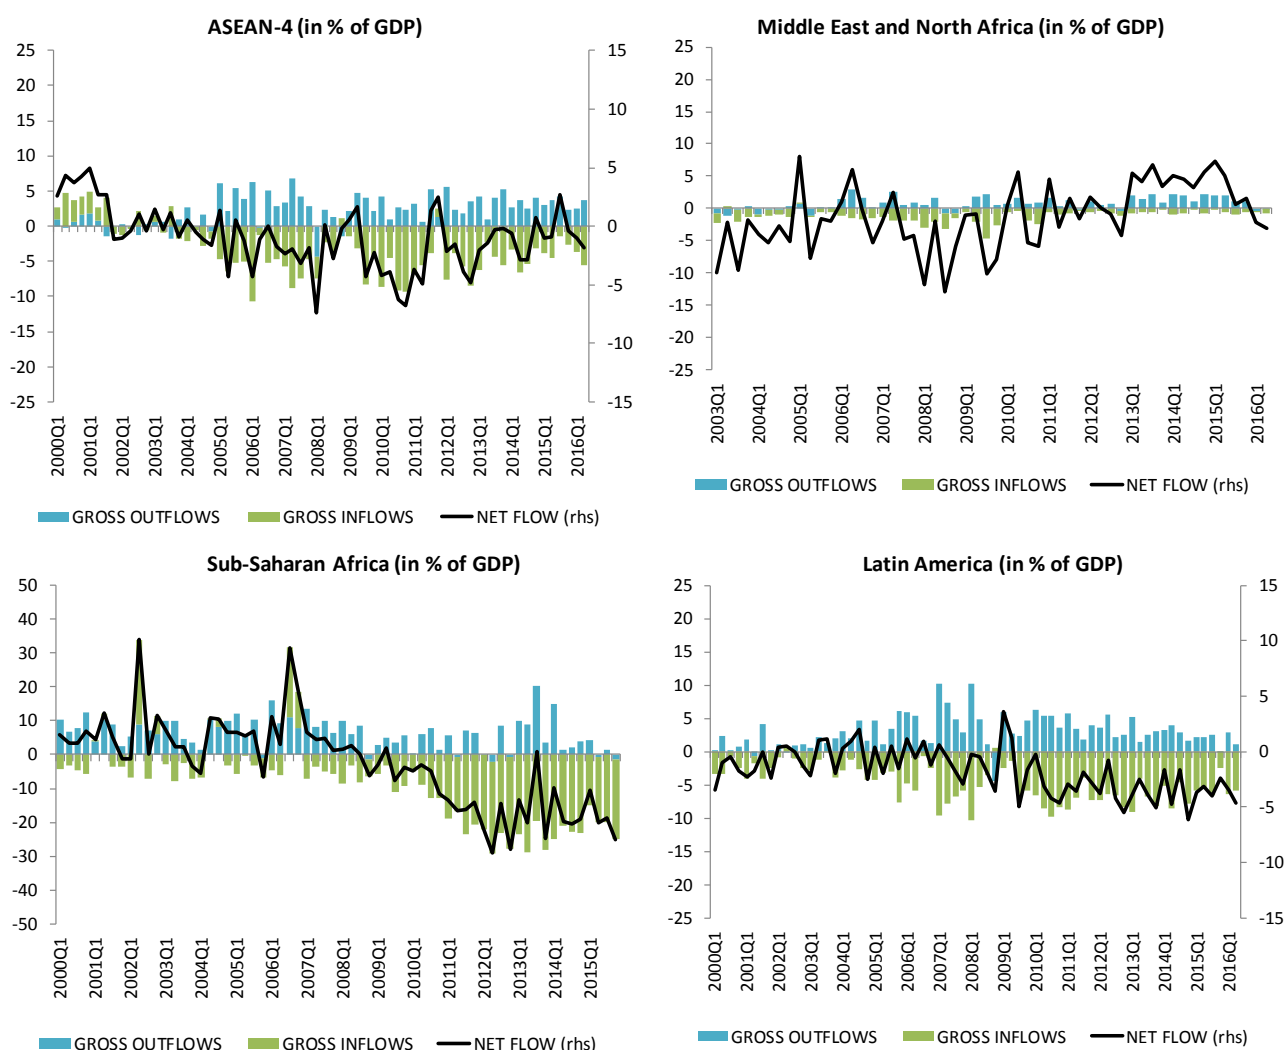 ASEAN-4 (in % of GDP)
25
20
15
10
5
0
-5
-10
-15
-20
-25
15
10
5
0
-5
-10
-15
2000Q1
2001Q1
2002Q1
2003Q1
2004Q1
2005Q1
2006Q1
2007Q1
2008Q1
2009Q1
2010Q1
2011Q1
2012Q1
2013Q1
2014Q1
2015Q1
2016Q1
GROSS OUTFLOWS GROSS INFLOWS NET FLOW (rhs)
Middle East and North Africa (in % of GDP)
25
20
15
10
5
0
-5
-10
-15
-20
-25
2003Q1
2004Q1
2005Q1
2006Q1
2007Q1
2008Q1
2009Q1
2010Q1
2011Q1
2012Q1
2013Q1
2014Q1
2015Q1
2016Q1
GROSS OUTFLOWS GROSS INFLOWS NET FLOW (rhs)
Sub-Saharan Africa (in % of GDP)
50
40
30
20
10
0
-10
-20
-30
-40
-50
2000Q1
2001Q1
2002Q1
2003Q1
2004Q1
2005Q1
2006Q1
2007Q1
2008Q1
2009Q1
2010Q1
2011Q1
2012Q1
2013Q1
2014Q1
2015Q1
GROSS OUTFLOWS GROSS INFLOWS NET FLOW (rhs)
Latin America (in % of GDP)
25
20
15
10
5
0
-5
-10
-15
-20
-25
15
10
5
0
-5
-10
-15
2000Q1
2001Q1
2002Q1
2003Q1
2004Q1
2005Q1
2006Q1
2007Q1
2008Q1
2009Q1
2010Q1
2011Q1
2012Q1
2013Q1
2014Q1
2015Q1
2016Q1
GROSS OUTFLOWS GROSS INFLOWS NET FLOW (rhs)